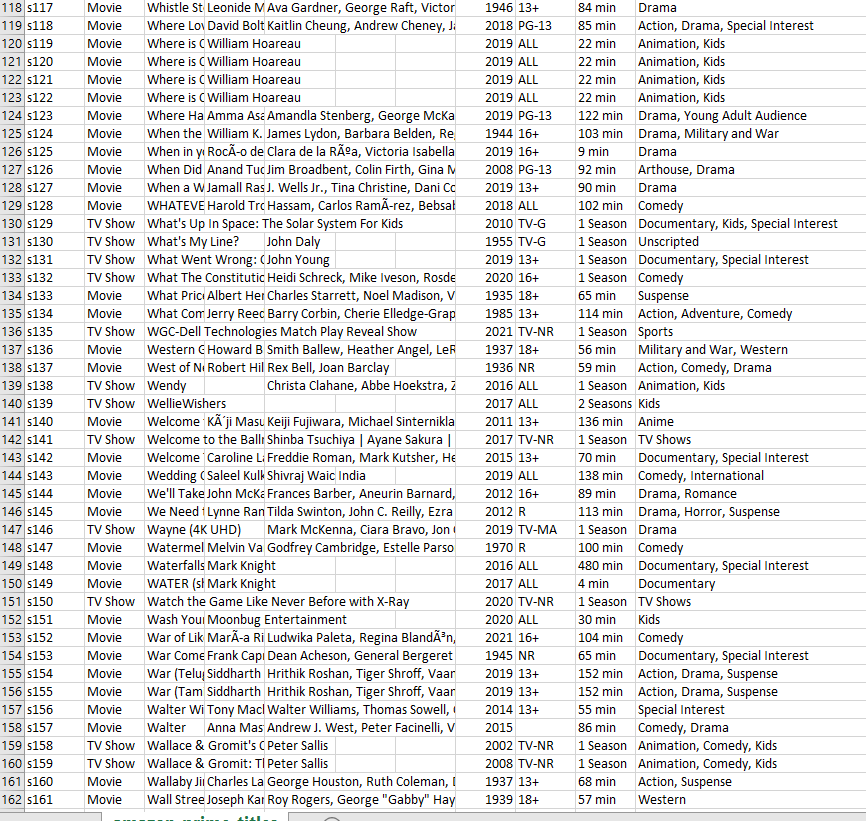 118 s117 Movie Whistle St Leonide M Ava Gardner, George Raft, Victor 1946 13+ 84 min Drama
119 s118 Movie Where Lov David Bolt Kaitlin Cheung, Andrew Cheney, Ja 2018 PG-13 85 min Action, Drama, Special Interest
120 s119 Movie Where is C William Hoareau 2019 ALL 22 min Animation, Kids
121 s120 Movie Where is C William Hoareau 2019 ALL 22 min Animation, Kids
122 s121 Movie Where is C William Hoareau 2019 ALL 22 min Animation, Kids
123 s122 Movie Where is C William Hoareau 2019 ALL 22 min Animation, Kids
124 s123 Movie Where Ha Amma Asa Amandla Stenberg, George McKa 2019 PG-13 122 min Drama, Young Adult Audience
125 s124 Movie When the William K. James Lydon, Barbara Belden, Re 1944 16+ 103 min Drama, Military and War
126 s125 Movie When in y RocÃ­o de Clara de la RÃºa, Victoria Isabella 2019 16+ 9 min Drama
127 s126 Movie When Did Anand Tuc Jim Broadbent, Colin Firth, Gina M 2008 PG-13 92 min Arthouse, Drama
128 s127 Movie When a W Jamall Ras J. Wells Jr., Tina Christine, Dani Co 2019 13+ 90 min Drama
129 s128 Movie WHATEVE Harold Tro Hassam, Carlos RamÃ­rez, Bebsab 2018 ALL 102 min Comedy
130 s129 TV Show What's Up In Space: The Solar System For Kids 2010 TV-G 1 Season Documentary, Kids, Special Interest
131 s130 TV Show What's My Line? John Daly 1955 TV-G 1 Season Unscripted
132 s131 TV Show What Went Wrong: C John Young 2019 13+ 1 Season Documentary, Special Interest
133 s132 TV Show What The Constitutic Heidi Schreck, Mike Iveson, Rosde 2020 16+ 1 Season Comedy
134 s133 Movie What Pric Albert Her Charles Starrett, Noel Madison, V 1935 18+ 65 min Suspense
135 s134 Movie What Com Jerry Reed Barry Corbin, Cherie Elledge-Grap 1985 13+ 114 min Action, Adventure, Comedy
136 s135 TV Show WGC-Dell Technologies Match Play Reveal Show 2021 TV-NR 1 Season Sports
137 s136 Movie Western G Howard B Smith Ballew, Heather Angel, LeR 1937 18+ 56 min Military and War, Western
138 s137 Movie West of N Robert Hil Rex Bell, Joan Barclay 1936 NR 59 min Action, Comedy, Drama
139 s138 TV Show Wendy Christa Clahane, Abbe Hoekstra, Z 2016 ALL 1 Season Animation, Kids
140 s139 TV Show WellieWishers 2017 ALL 2 Seasons Kids
141 s140 Movie Welcome KÃ´ji Masu Keiji Fujiwara, Michael Sinternikla 2011 13+ 136 min Anime
142 s141 TV Show Welcome to the Ballr Shinba Tsuchiya | Ayane Sakura | 2017 TV-NR 1 Season TV Shows
143 s142 Movie Welcome Caroline La Freddie Roman, Mark Kutsher, He 2015 13+ 70 min Documentary, Special Interest
144 s143 Movie Wedding Saleel Kulk Shivraj Waic India 2019 ALL 138 min Comedy, International
145 s144 Movie We'll Take John McKa Frances Barber, Aneurin Barnard, 2012 16+ 89 min Drama, Romance
146 s145 Movie We Need Lynne Ran Tilda Swinton, John C. Reilly, Ezra 2012 R 113 min Drama, Horror, Suspense
147 s146 TV Show Wayne (4K UHD) Mark McKenna, Ciara Bravo, Jon 2019 TV-MA 1 Season Drama
148 s147 Movie Watermel Melvin Va Godfrey Cambridge, Estelle Parso 1970 R 100 min Comedy
149 s148 Movie Waterfalls Mark Knight 2016 ALL 480 min Documentary, Special Interest
150 s149 Movie WATER (sl Mark Knight 2017 ALL 4 min Documentary
151 s150 TV Show Watch the Game Like Never Before with X-Ray 2020 TV-NR 1 Season TV Shows
152 s151 Movie Wash You Moonbug Entertainment 2020 ALL 30 min Kids
153 s152 Movie War of Lik MarÃ­a Ri Ludwika Paleta, Regina BlandÃ³n, 2021 16+ 104 min Comedy
154 s153 Movie War Come Frank Capr Dean Acheson, General Bergeret 1945 NR 65 min Documentary, Special Interest
155 s154 Movie War (Telug Siddharth Hrithik Roshan, Tiger Shroff, Vaan 2019 13+ 152 min Action, Drama, Suspense
156 s155 Movie War (Tam Siddharth Hrithik Roshan, Tiger Shroff, Vaan 2019 13+ 152 min Action, Drama, Suspense
157 s156 Movie Walter Wi Tony Macl Walter Williams, Thomas Sowell, 2014 13+ 55 min Special Interest
158 s157 Movie Walter Anna Mas Andrew J. West, Peter Facinelli, V 2015 86 min Comedy, Drama
159 s158 TV Show Wallace & Gromit's C Peter Sallis 2002 TV-NR 1 Season Animation, Comedy, Kids
160 s159 TV Show Wallace & Gromit: Tl Peter Sallis 2008 TV-NR 1 Season Animation, Comedy, Kids
161 s160 Movie Wallaby Ji Charles La George Houston, Ruth Coleman, D 1937 13+ 68 min Action, Suspense
162 s161 Movie Wall Stree Joseph Kar Roy Rogers, George "Gabby" Hay 1939 18+ 57 min Western